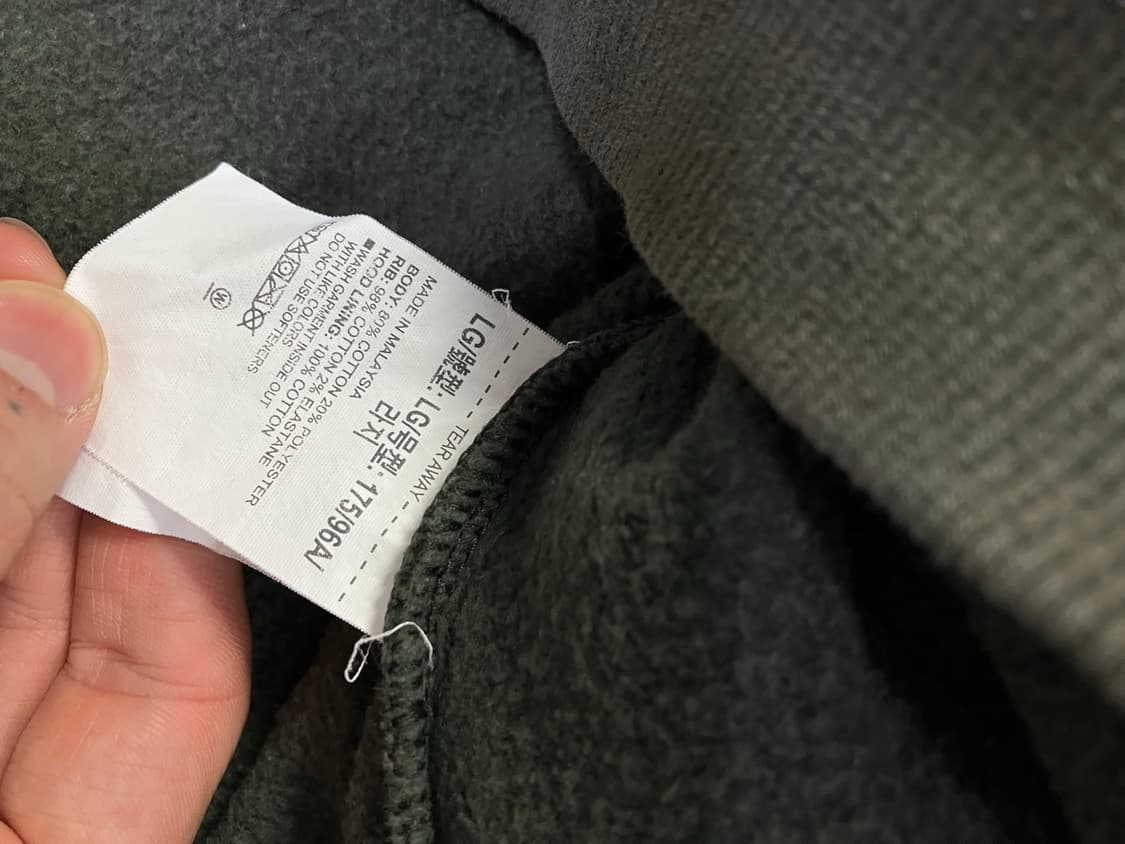 TEAR AWAY
LG/號型: LG/号型: 175/96A/
라지:
MADE IN MALAYSIA
BODY: 80% COTTON 20% POLYESTER
RIB: 98% COTTON 2% ELASTANE
HOOD LINING: 100% COTTON
■WASH GARMENT INSIDE OUT
WITH LIKE COLORS
DO NOT USE SOFTENERS
W